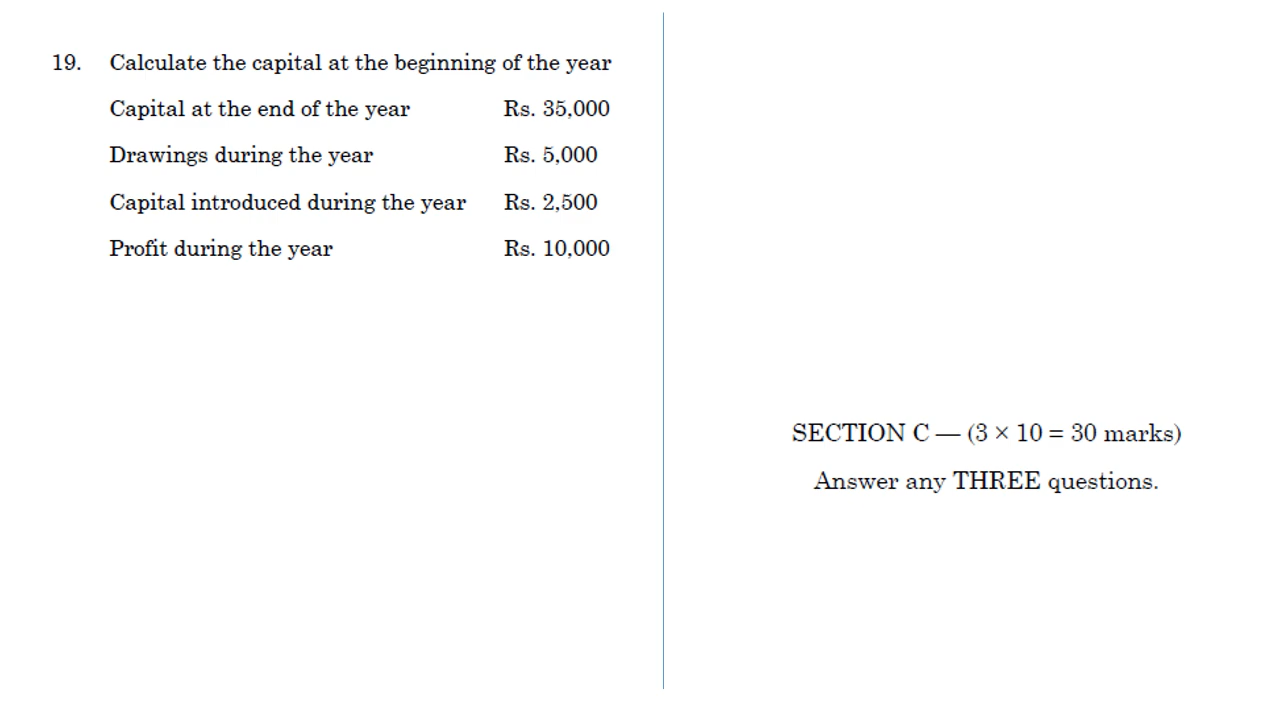 19. Calculate the capital at the beginning of the year
Capital at the end of the year Rs. 35,000
Drawings during the year Rs. 5,000
Capital introduced during the year Rs. 2,500
Profit during the year Rs. 10,000
SECTION C — (3 × 10 = 30 marks)
Answer any THREE questions.